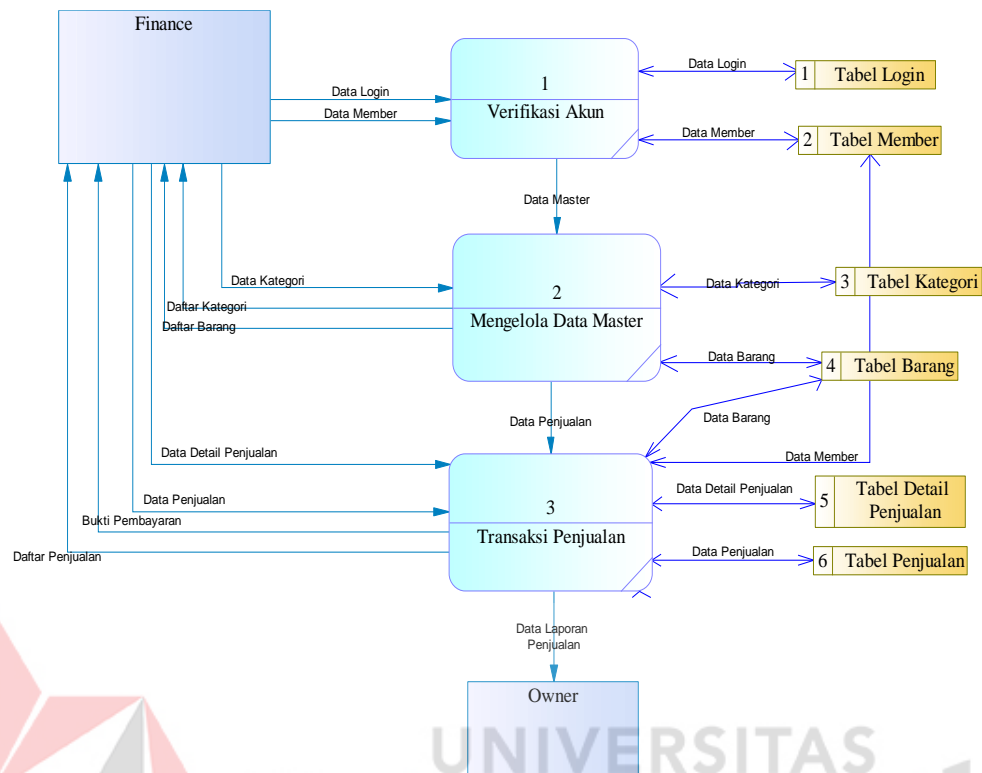 Finance
1
Verifikasi Akun
Data Login
Data Member
Data Login
1 Tabel Login
Data Member
2 Tabel Member
Data Master
2
Mengelola Data Master
Data Kategori
Daftar Kategori
Daftar Barang
Data Kategori
3 Tabel Kategori
Data Barang
4 Tabel Barang
Data Barang
Data Member
Data Penjualan
3
Transaksi Penjualan
Data Detail Penjualan
Data Penjualan
Bukti Pembayaran
Daftar Penjualan
Data Detail Penjualan
5 Tabel Detail
Penjualan
Data Penjualan
6 Tabel Penjualan
Data Laporan
Penjualan
Owner
UNIVERSITAS